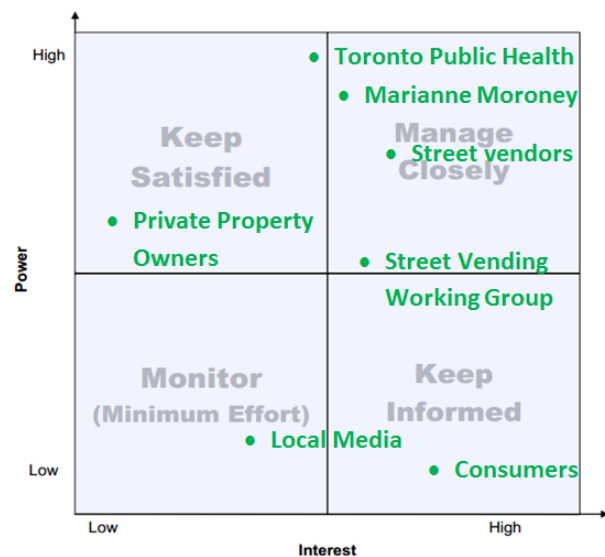 High
• Toronto Public Health
• Marianne Moroney
Keep
Satisfied
Manage
Closely
• Street vendors
• Private Property
Owners
Power
• Street Vending
Working Group
Monitor
(Minimum Effort)
Keep
Informed
• Local Media
• Consumers
Low
Low
High
Interest